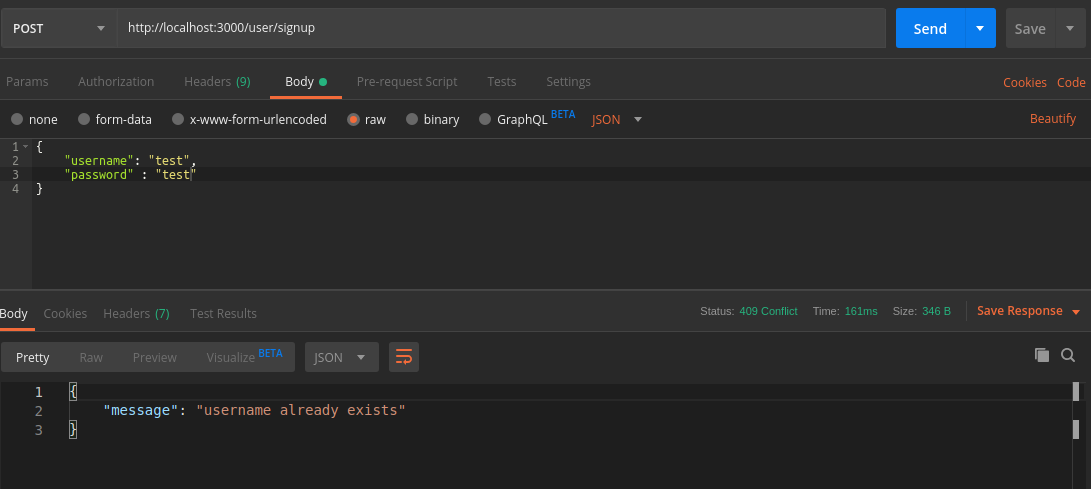 POST http://localhost:3000/user/signup Send Save
Params Authorization Headers (9) Body Pre-request Script Tests Settings Cookies Code
none form-data x-www-form-urlencoded raw binary GraphQL BETA JSON Beautify
1 {
2 "username": "test",
3 "password" : "test"
4 }
Body Cookies Headers (7) Test Results Status: 409 Conflict Time: 161ms Size: 346 B Save Response
Pretty Raw Preview Visualize BETA JSON
1 {
2 "message": "username already exists"
3 }